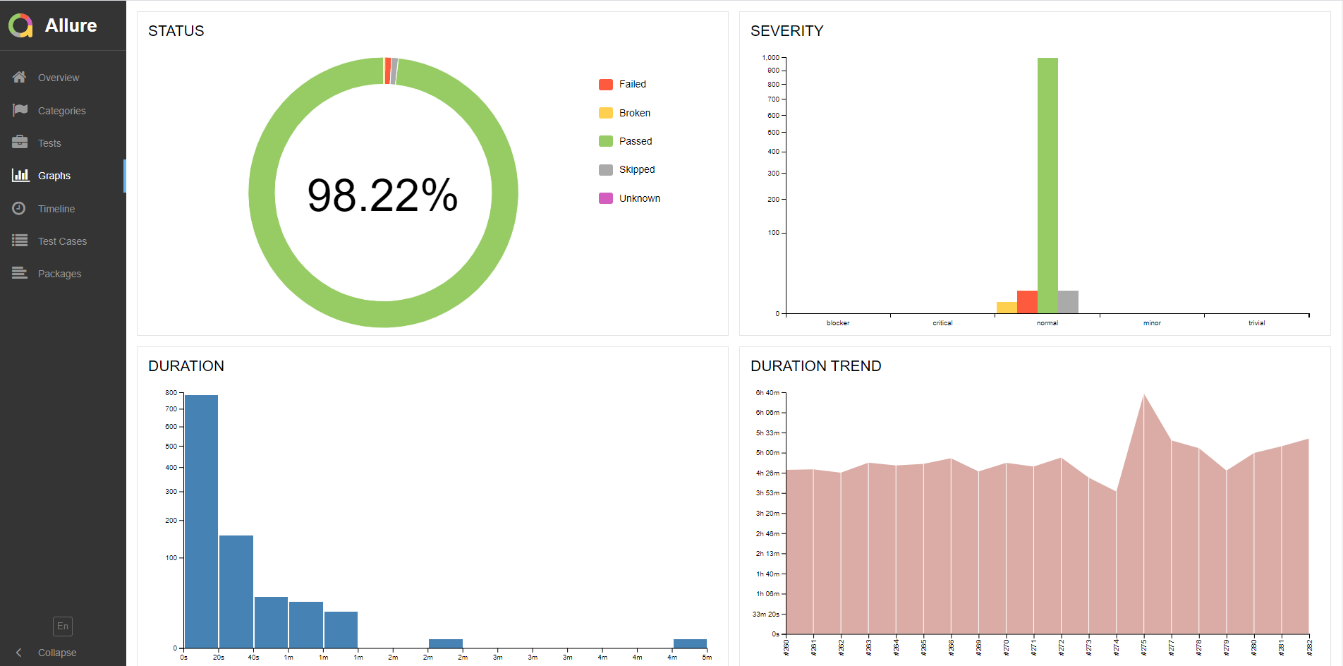 Allure
Overview
Categories
Tests
Graphs
Timeline
Test Cases
Packages
En
Collapse
STATUS
98.22%
Failed
Broken
Passed
Skipped
Unknown
SEVERITY
1,000
900
800
700
600
500
400
300
200
100
0
blocker
critical
normal
minor
trivial
DURATION
800
700
600
500
400
300
200
100
0
0s 20s 40s 1m 1m 1m 2m 2m 2m 3m 3m 3m 4m 4m 4m 5m
DURATION TREND
6h 40m
6h 06m
5h 33m
5h 00m
4h 26m
3h 53m
3h 20m
2h 46m
2h 13m
1h 40m
1h 06m
33m 20s
0s
#260 #261 #262 #263 #264 #265 #266 #269 #270 #271 #272 #273 #274 #275 #277 #278 #279 #280 #281 #282